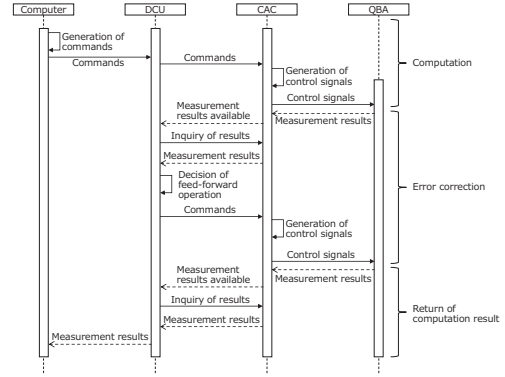 Computer
DCU
CAC
QBA
Generation of
commands
Commands
Commands
Computation
Generation of
control signals
Control signals
Measurement
results available
Measurement results
Inquiry of results
Measurement results
Decision of
feed-forward
operation
Error correction
Commands
Generation of
control signals
Control signals
Measurement
results available
Measurement results
Inquiry of results
Return of
computation result
Measurement results
Measurement results